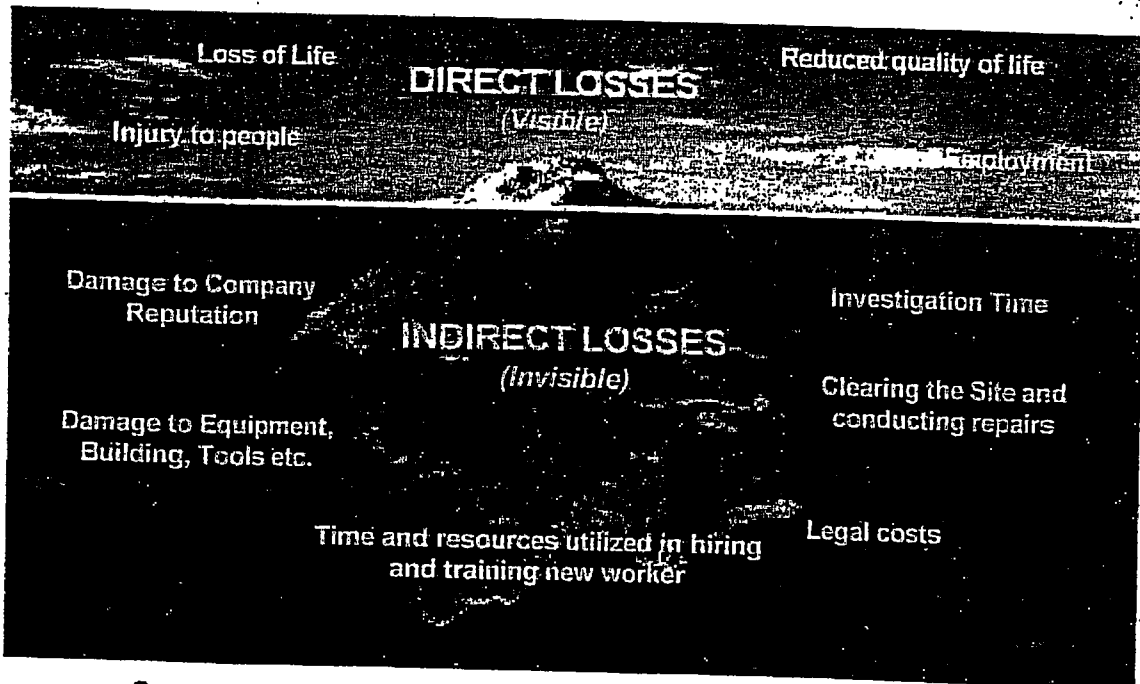 Loss of Life
DIRECT LOSSES
(Visible)
Reduced quality of life
Injury to people
Employment
Damage to Company
Reputation
INDIRECT LOSSES
(Invisible)
Investigation Time
Damage to Equipment,
Building, Tools etc.
Clearing the Site and
conducting repairs
Time and resources utilized in hiring
and training new worker
Legal costs